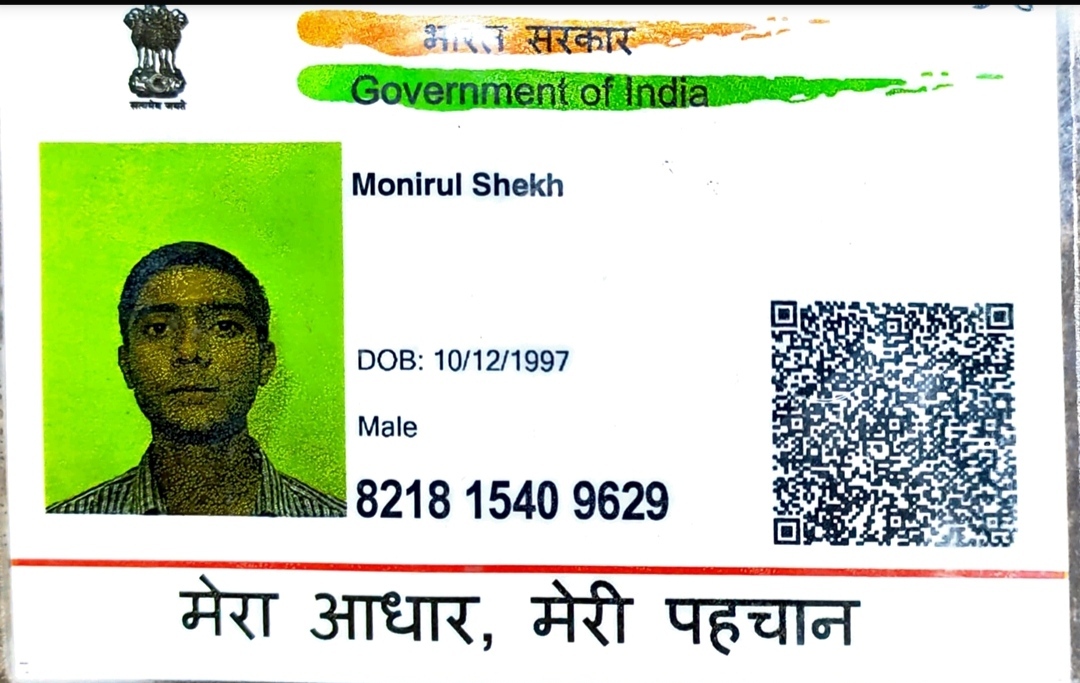 भारत सरकार
Government of India
सत्यमेव जयते
Monirul Shekh
DOB: 10/12/1997
Male
8218 1540 9629
मेरा आधार, मेरी पहचान